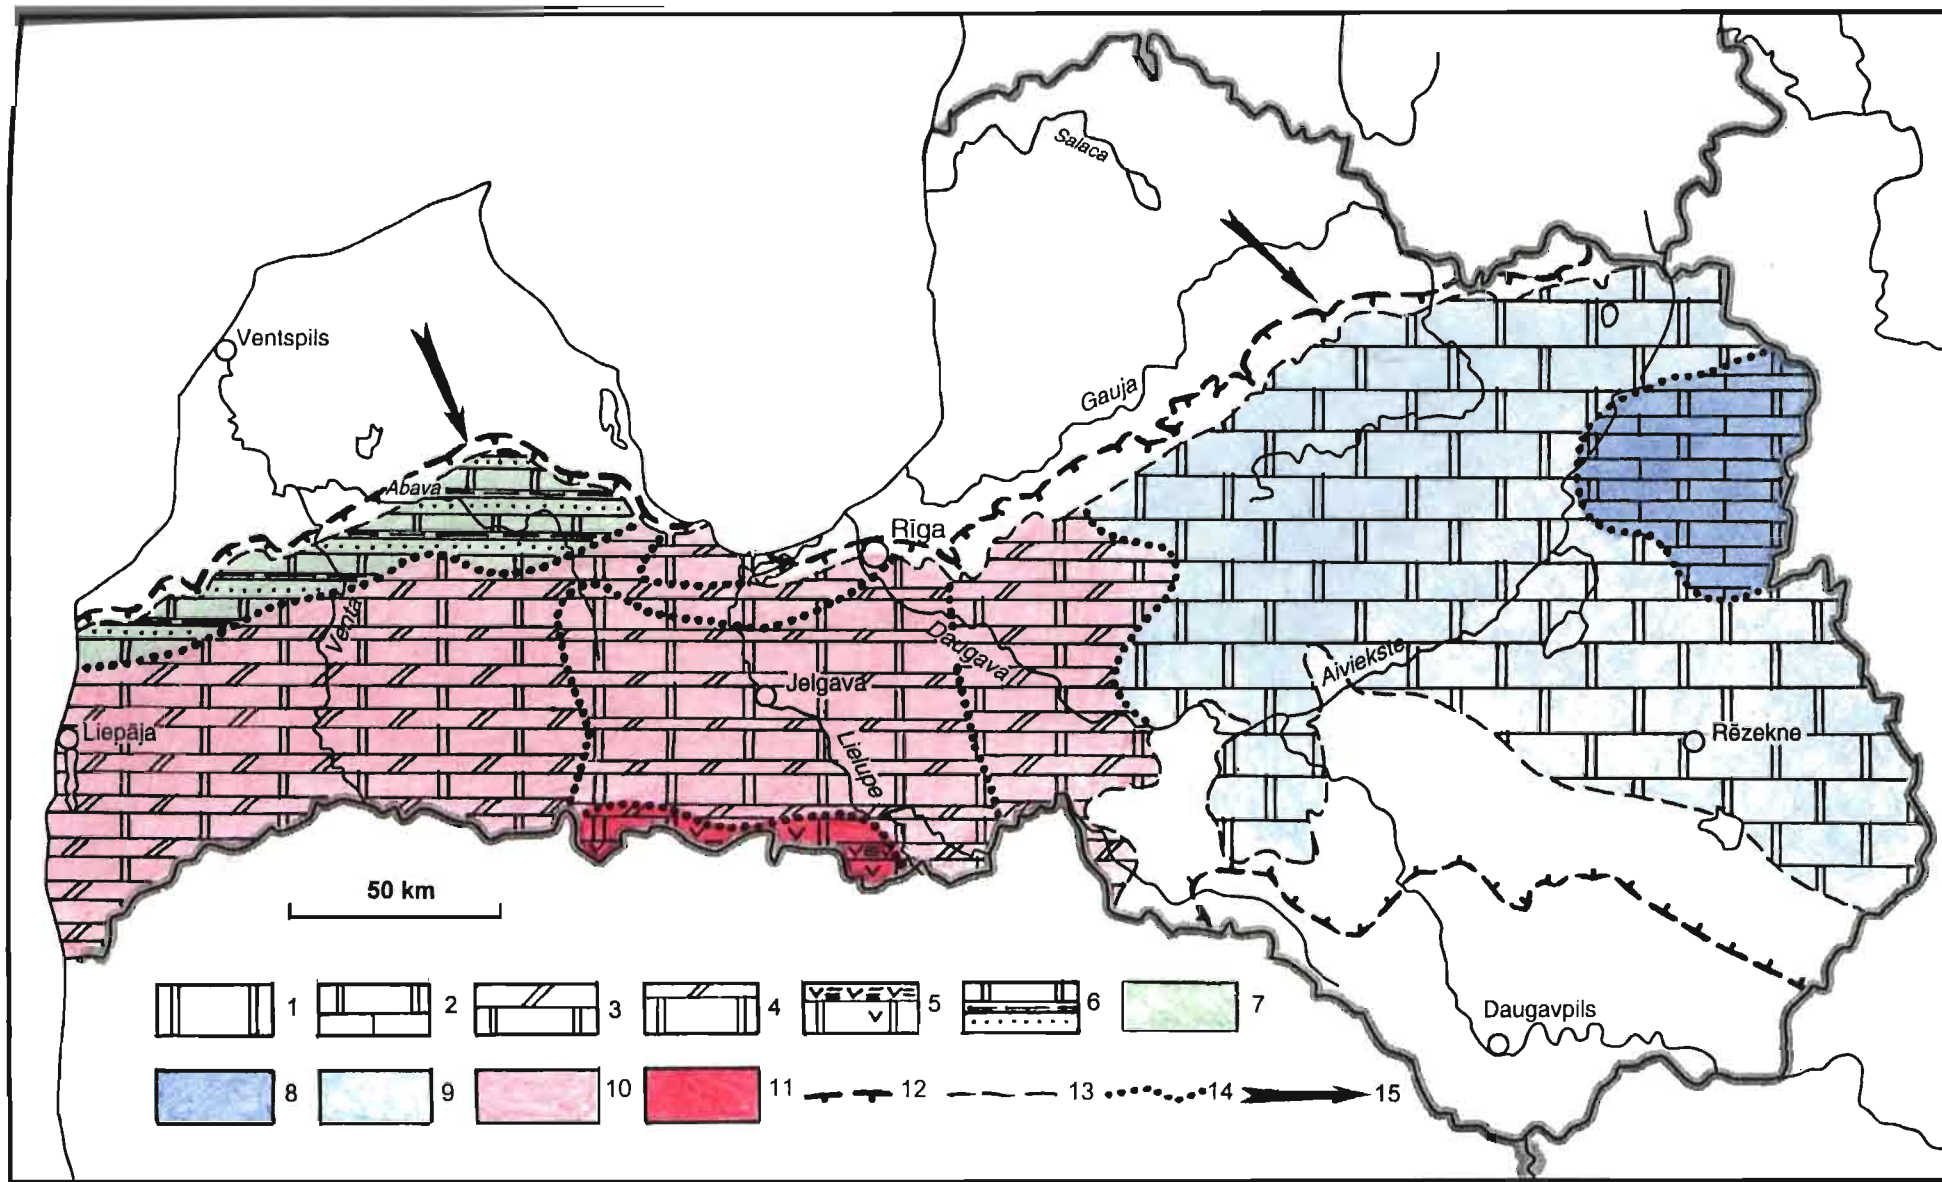 Salaca
Ventspils
Gauja
Abava
Rīga
Venta
Daugava
Aiviekste
Jelgava
Liepāja
Lielupe
Rēzekne
50 km
Daugavpils
1 2 3 4 5 6 7
8 9 10 11 12 13 14 15